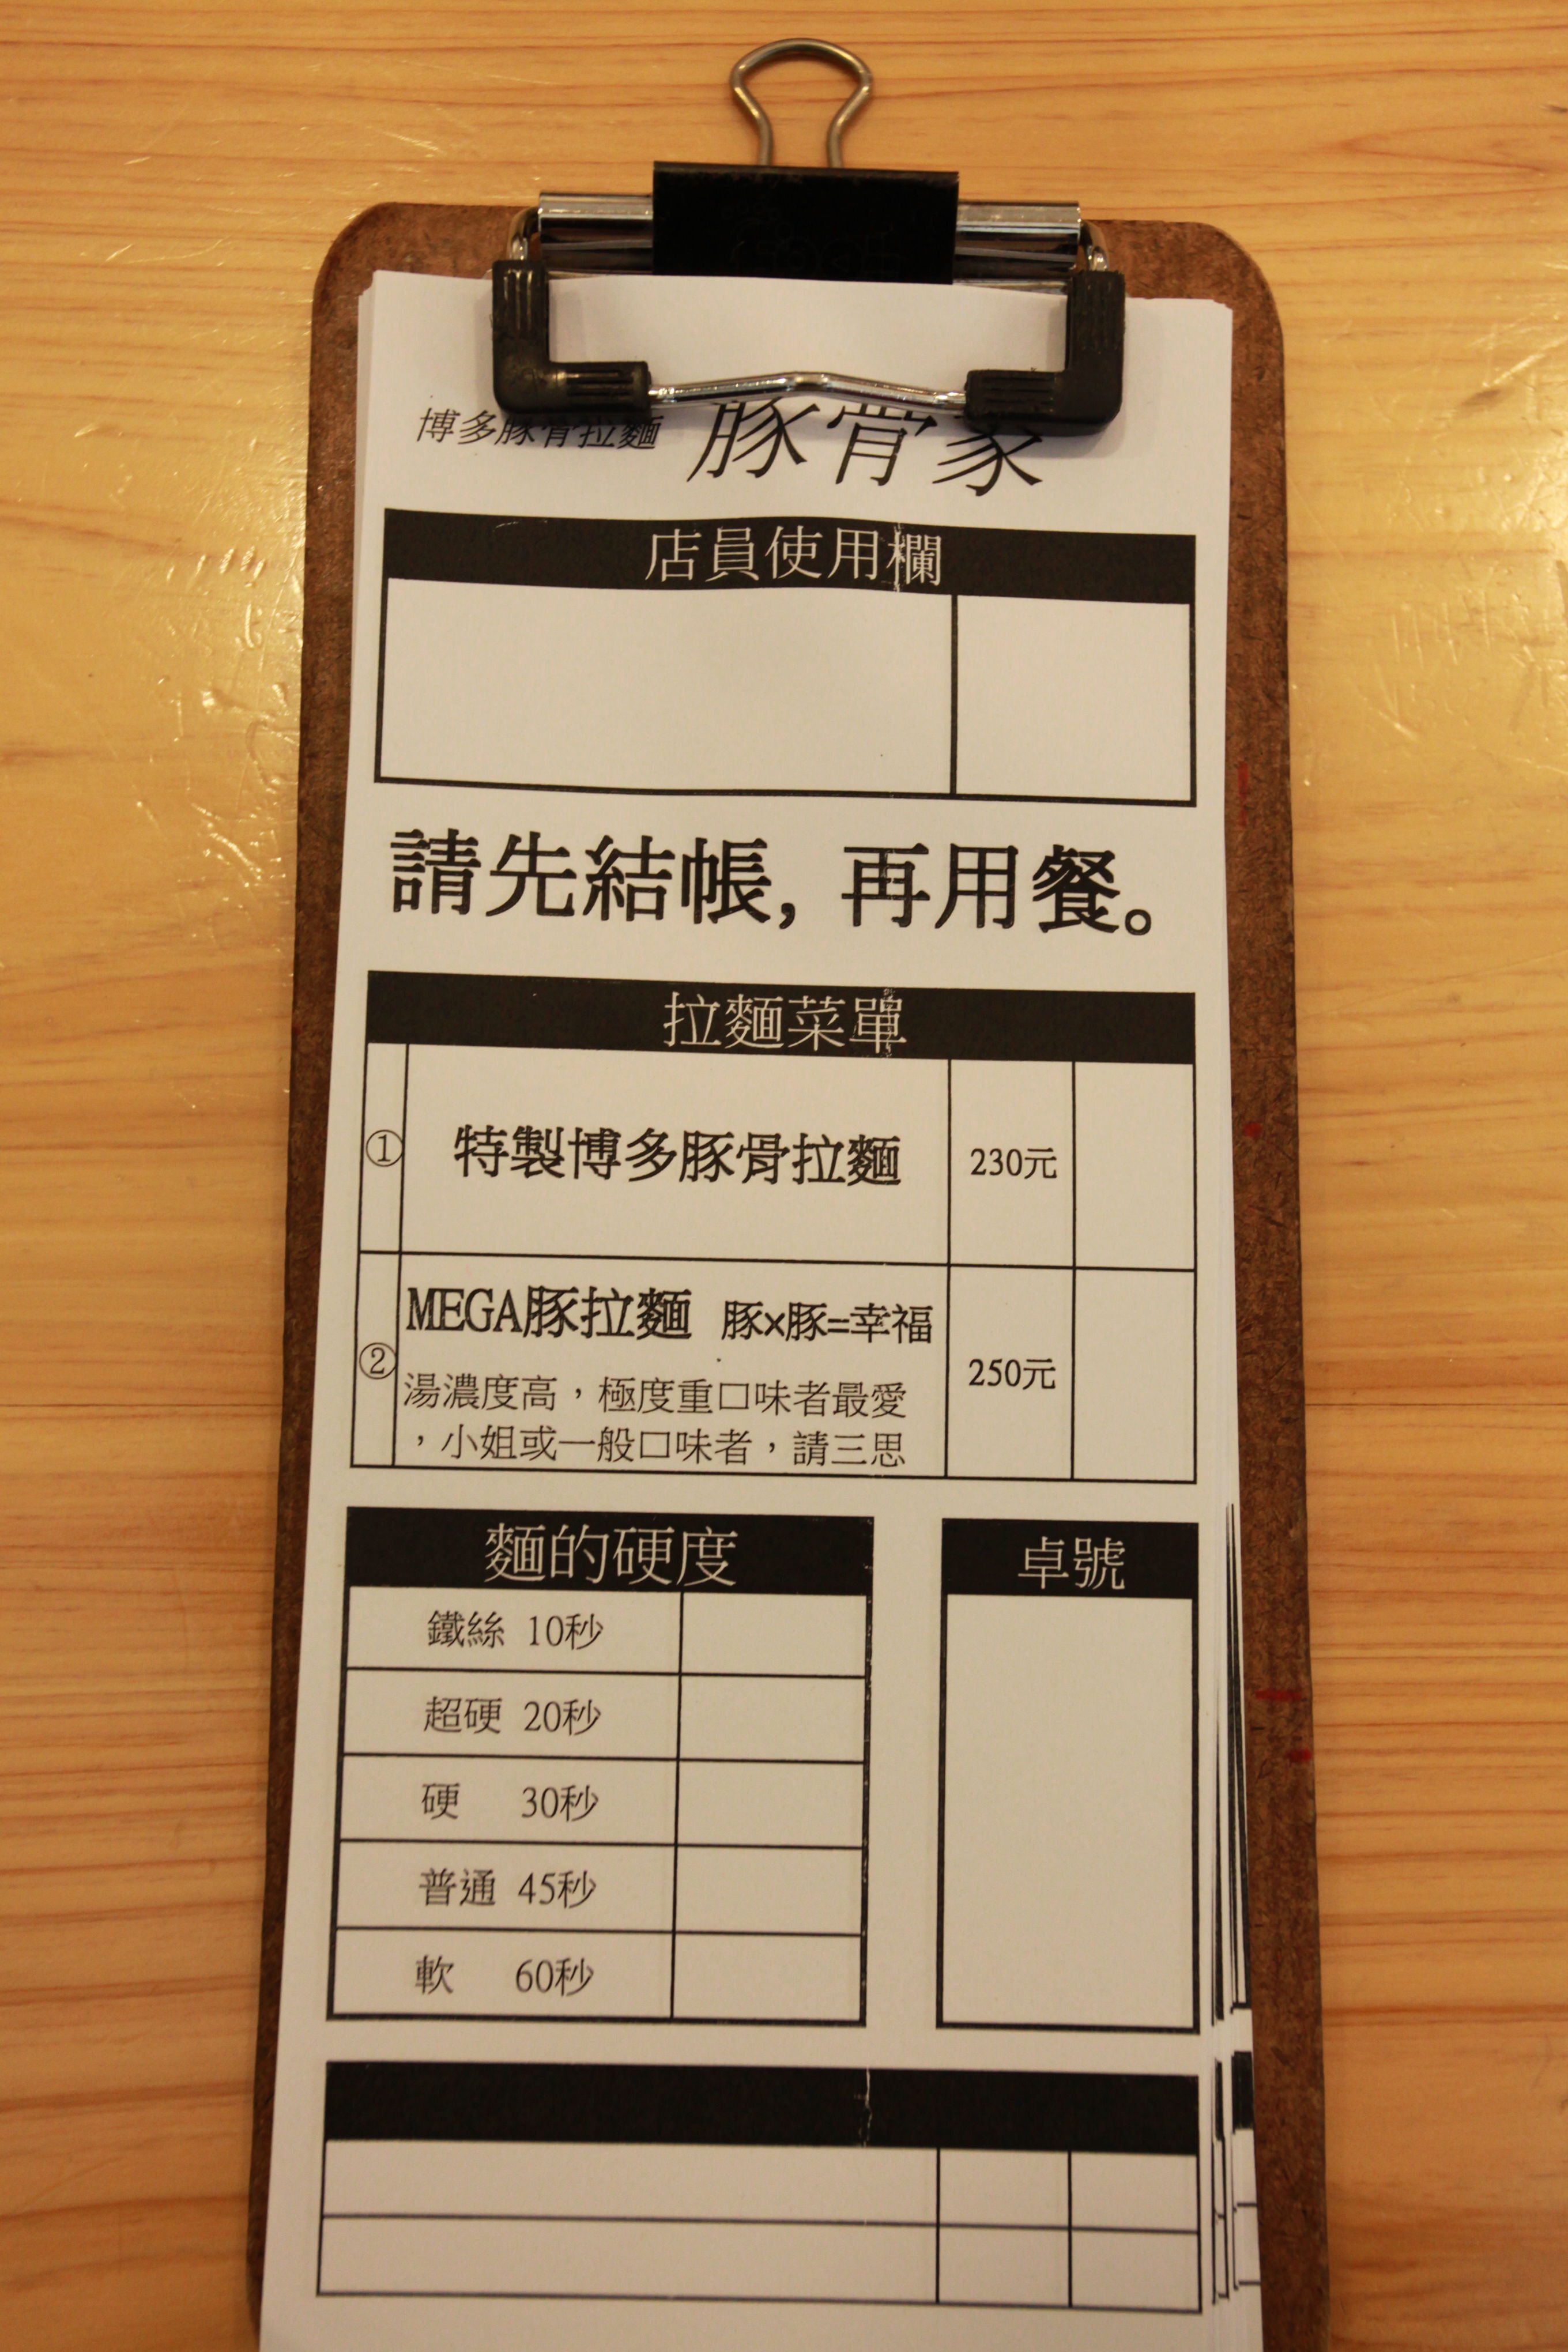 博多豚骨拉麵 豚骨家
店員使用欄
請先結帳，再用餐。
拉麵菜單
① 特製博多豚骨拉麵 230元
② MEGA豚拉麵 豚×豚=幸福 250元
湯濃度高，極度重口味者最愛
，小姐或一般口味者，請三思
麵的硬度 卓號
鐵絲 10秒
超硬 20秒
硬 30秒
普通 45秒
軟 60秒